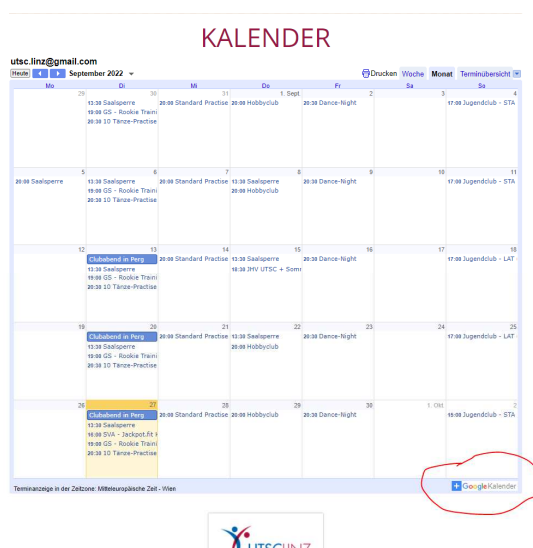 KALENDER
utsc.linz@gmail.com
Heute September 2022 Drucken Woche Monat Terminübersicht
Mo Di Mi Do Fr Sa So
29 30 31 1. Sept. 2 3 4
13:30 Saalsperre 20:00 Standard Practise 20:00 Hobbyclub 20:30 Dance-Night 17:00 Jugendclub - STA
19:00 GS - Rookie Traini
20:30 10 Tänze-Practise
5 6 7 8 9 10 11
20:00 Saalsperre 13:30 Saalsperre 20:00 Standard Practise 13:30 Saalsperre 20:30 Dance-Night 17:00 Jugendclub - STA
19:00 GS - Rookie Traini 20:00 Hobbyclub
20:30 10 Tänze-Practise
12 13 14 15 16 17 18
Clubabend in Perg 20:00 Standard Practise 13:30 Saalsperre 20:30 Dance-Night 17:00 Jugendclub - LAT
13:30 Saalsperre 18:30 JHV UTSC + Som
19:00 GS - Rookie Traini
20:30 10 Tänze-Practise
19 20 21 22 23 24 25
Clubabend in Perg 20:00 Standard Practise 13:30 Saalsperre 20:30 Dance-Night 17:00 Jugendclub - LAT
13:30 Saalsperre 20:00 Hobbyclub
19:00 GS - Rookie Traini
20:30 10 Tänze-Practise
26 27 28 29 30 1. Okt. 2
Clubabend in Perg 20:00 Standard Practise 20:00 Hobbyclub 20:30 Dance-Night Jugendclub - STA
13:30 Saalsperre
SVA - Jackpot.fit
19:00 GS - Rookie Traini
20:30 10 Tänze-Practise
Terminanzeige in der Zeitzone: Mitteleuropäische Zeit - Wien
+ Google Kalender
UTSC LINZ